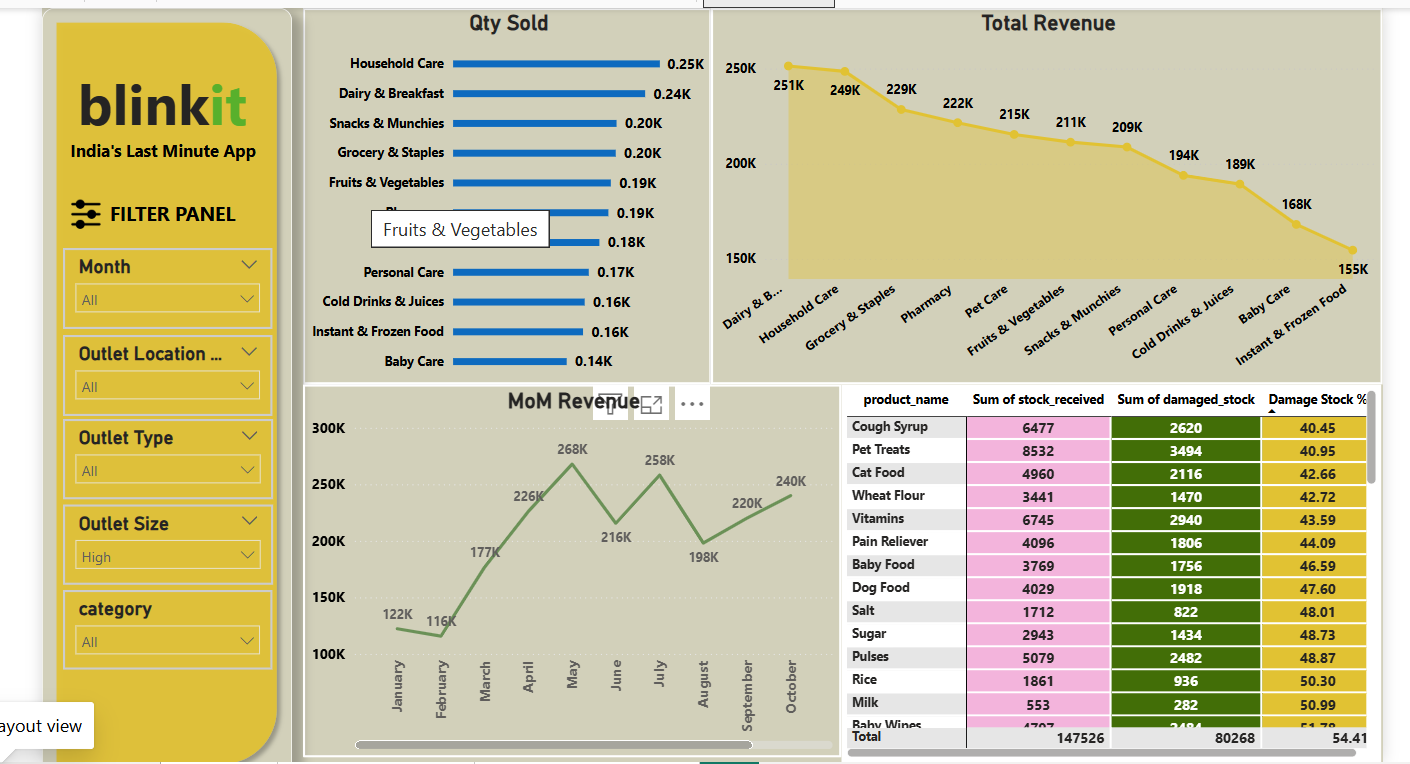 blinkit
India's Last Minute App
FILTER PANEL
Month
All
Outlet Location ...
All
Outlet Type
All
Outlet Size
High
category
All
ayout view
Qty Sold
Household Care 0.25K
Dairy & Breakfast 0.24K
Snacks & Munchies 0.20K
Grocery & Staples 0.20K
Fruits & Vegetables 0.19K
0.19K
Fruits & Vegetables
0.18K
Personal Care 0.17K
Cold Drinks & Juices 0.16K
Instant & Frozen Food 0.16K
Baby Care 0.14K
Total Revenue
250K
200K
150K
251K 249K 229K 222K 215K 211K 209K 194K 189K 168K 155K
Dairy & B...
Household Care
Grocery & Staples
Pharmacy
Pet Care
Fruits & Vegetables
Snacks & Munchies
Personal Care
Cold Drinks & Juices
Baby Care
Instant & Frozen Food
MoM Revenue
300K
250K
200K
150K
100K
122K 116K 177K 226K 268K 216K 258K 198K 220K 240K
January
February
March
April
May
June
July
August
September
October
product_name Sum of stock_received Sum of damaged_stock Damage Stock %
Cough Syrup 6477 2620 40.45
Pet Treats 8532 3494 40.95
Cat Food 4960 2116 42.66
Wheat Flour 3441 1470 42.72
Vitamins 6745 2940 43.59
Pain Reliever 4096 1806 44.09
Baby Food 3769 1756 46.59
Dog Food 4029 1918 47.60
Salt 1712 822 48.01
Sugar 2943 1434 48.73
Pulses 5079 2482 48.87
Rice 1861 936 50.30
Milk 553 282 50.99
Baby Wipes
Total 147526 80268 54.41